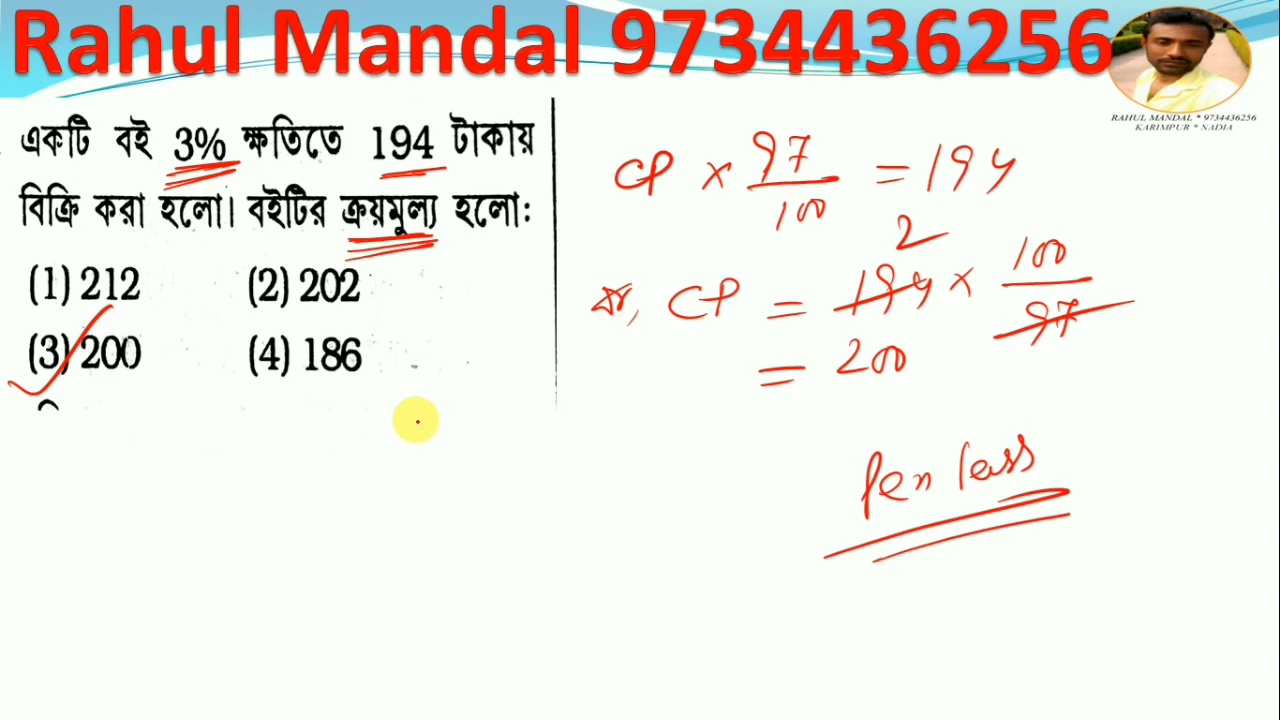 Rahul Mandal 9734436256
RAHUL MANDAL * 9734436256
KARIMPUR * NADIA
একটি বই 3% ক্ষতিতে 194 টাকায়
বিক্রি করা হলো। বইটির ক্রয়মুল্য হলো:
(1) 212 (2) 202
(3) 200 (4) 186
CP × 97/100 = 194
2
বা, CP = 194 × 100/97
= 200
Pen less